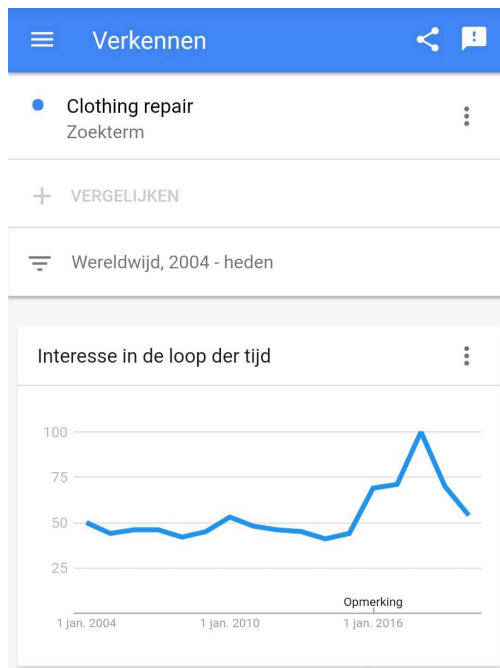 Verkennen
Clothing repair
Zoekterm
VERGELIJKEN
Wereldwijd, 2004 - heden
Interesse in de loop der tijd
100
75
50
25
Opmerking
1 jan. 2004 1 jan. 2010 1 jan. 2016